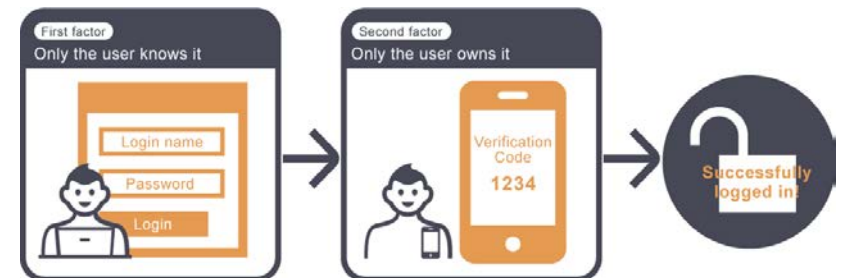 First factor
Only the user knows it
Login name
Password
Login
Second factor
Only the user owns it
Verification
Code
1234
Successfully
logged in!